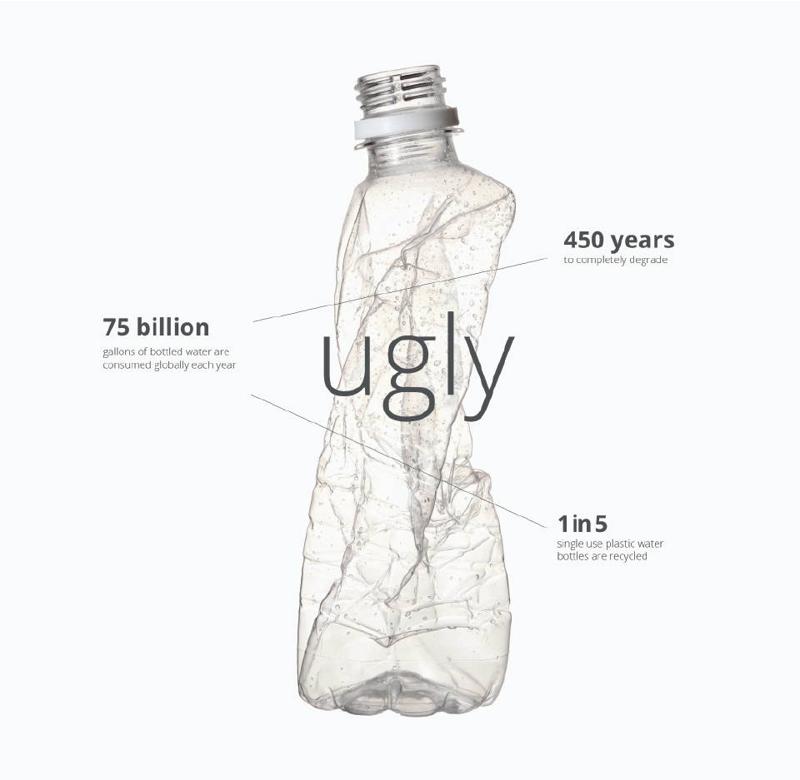 450 years
to completely degrade
75 billion
gallons of bottled water are
consumed globally each year
ugly
1 in 5
single use plastic water
bottles are recycled